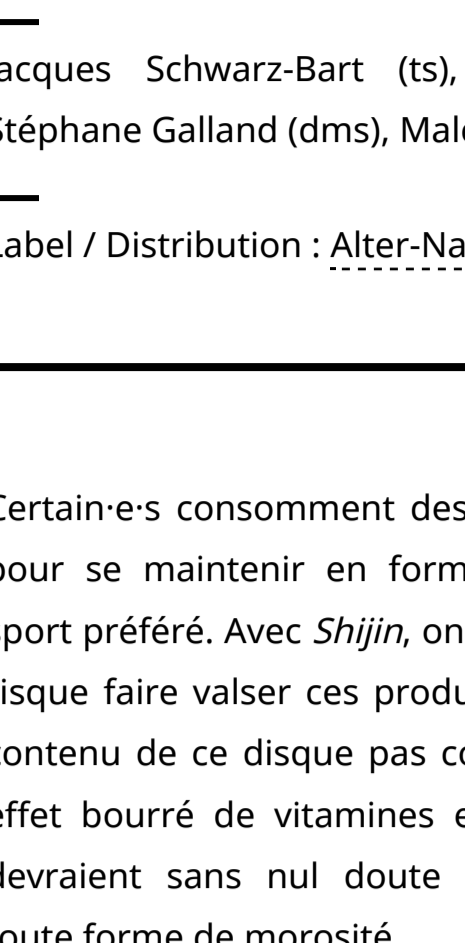 acques Schwarz-Bart (ts),
Stéphane Galland (dms),
Label / Distribution : Alter-Na
Certain·e·s consomment des
pour se maintenir en form
sport préféré. Avec Shijin, on
isque faire valser ces produ
contenu de ce disque pas co
effet bourré de vitamines e
devraient sans nul doute
toute forme de morosité